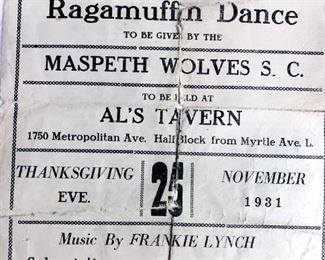 Ragamuffin Dance
TO BE GIVEN BY THE
MASPETH WOLVES S. C.
TO BE HELD AT
AL'S TAVERN
1750 Metropolitan Ave. Half Block from Myrtle Ave. L.
THANKSGIVING EVE. 25 NOVEMBER 1931
Music By FRANKIE LYNCH